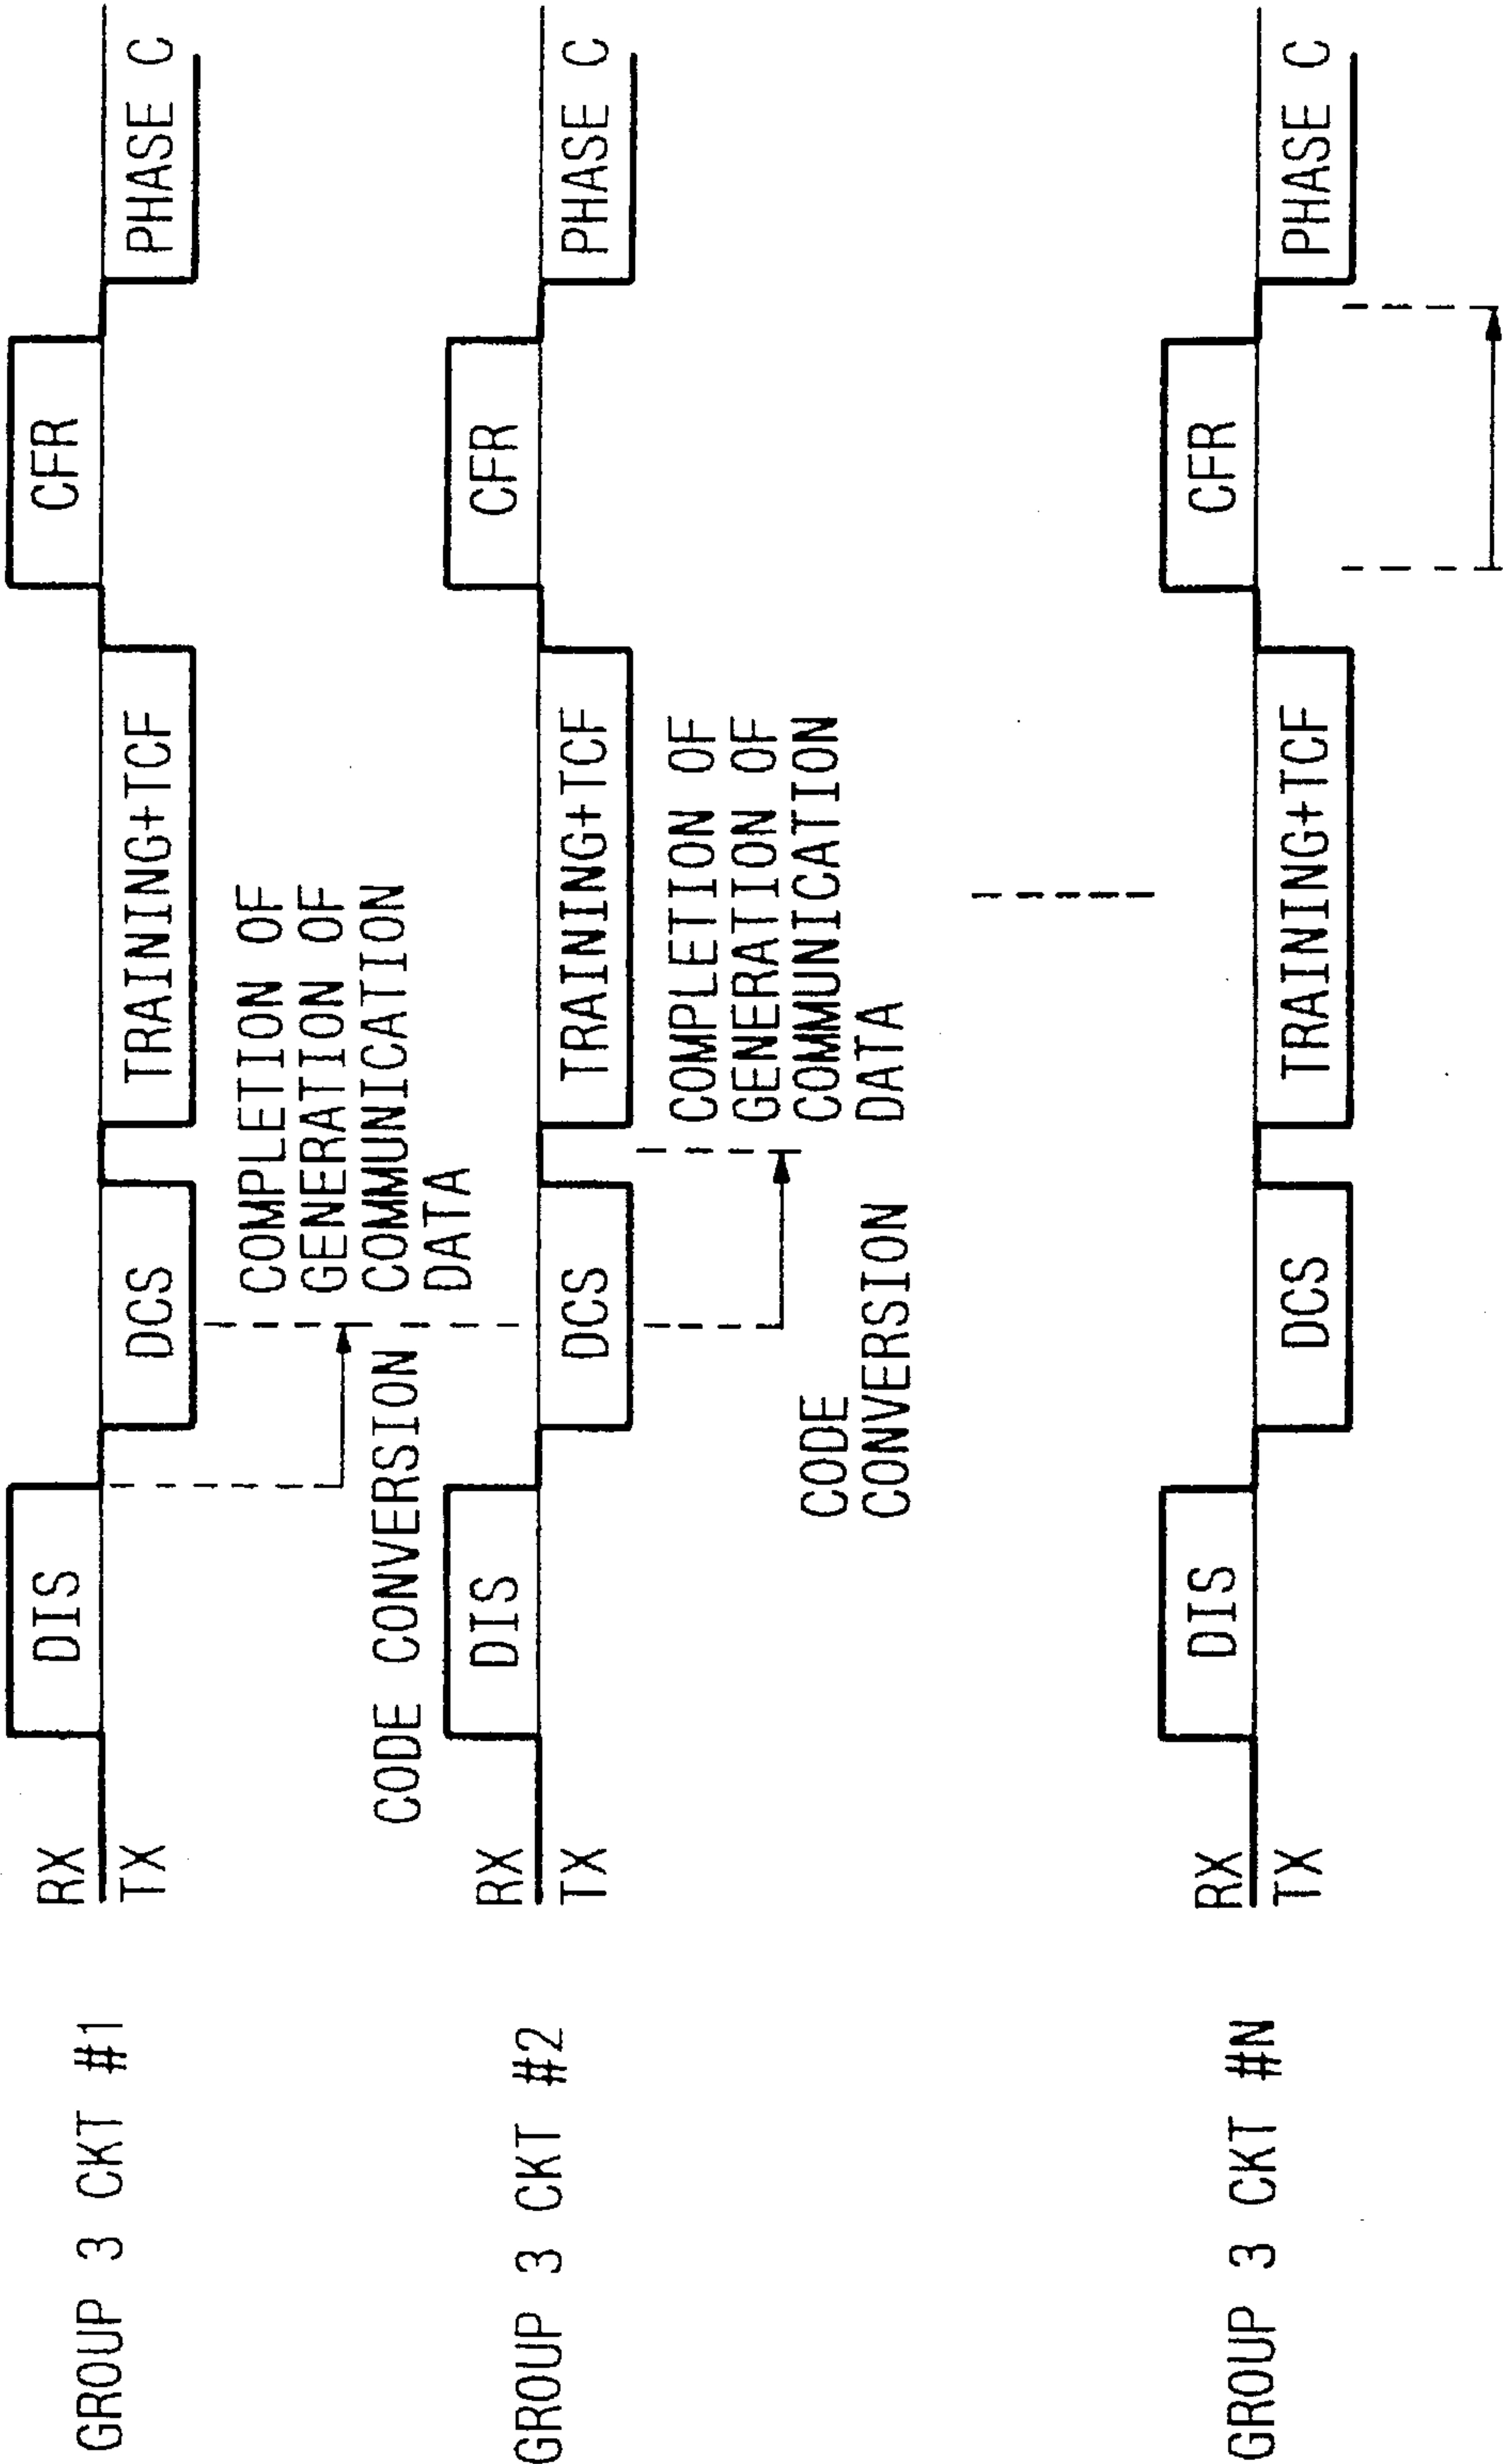 GROUP 3 CKT #1
RX
TX
DIS
DCS
TRAINING+TCF
CFR
PHASE C
CODE CONVERSION
COMPLETION OF
GENERATION OF
COMMUNICATION
DATA
GROUP 3 CKT #2
RX
TX
DIS
DCS
TRAINING+TCF
CFR
PHASE C
CODE
CONVERSION
COMPLETION OF
GENERATION OF
COMMUNICATION
DATA
GROUP 3 CKT #N
RX
TX
DIS
DCS
TRAINING+TCF
CFR
PHASE C